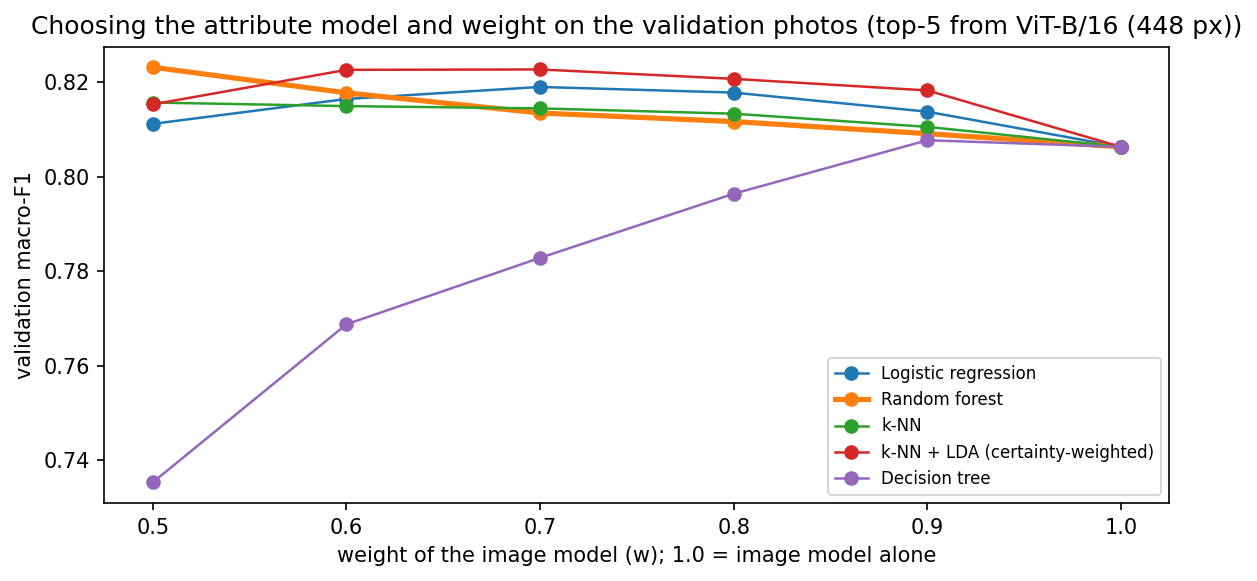 Choosing the attribute model and weight on the validation photos (top-5 from ViT-B/16 (448 px))
validation macro-F1
0.82
0.80
0.78
0.76
0.74
0.5 0.6 0.7 0.8 0.9 1.0
weight of the image model (w); 1.0 = image model alone
Logistic regression
Random forest
k-NN
k-NN + LDA (certainty-weighted)
Decision tree